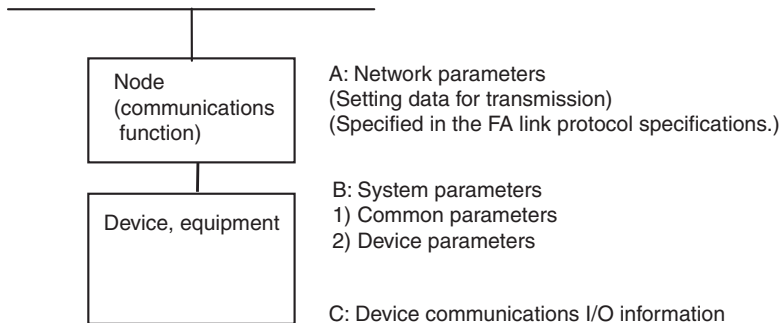 Node
(communications
function)
A: Network parameters
(Setting data for transmission)
(Specified in the FA link protocol specifications.)
Device, equipment
B: System parameters
1) Common parameters
2) Device parameters
C: Device communications I/O information